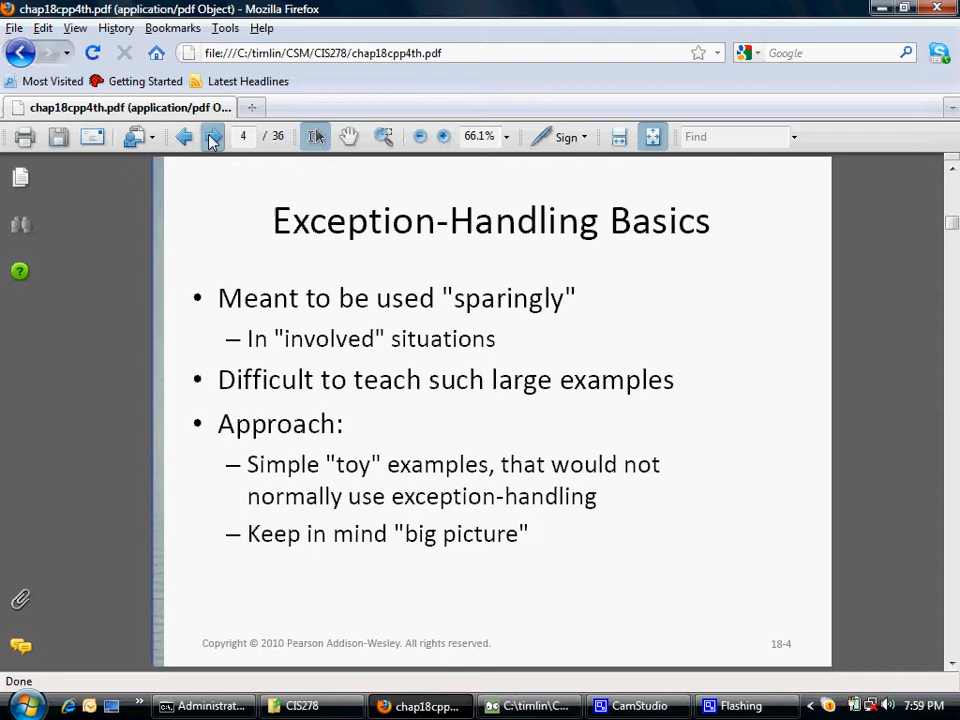 chap18cpp4th.pdf (application/pdf Object) - Mozilla Firefox
File Edit View History Bookmarks Tools Help
file:///C:/timlin/CSM/CIS278/chap18cpp4th.pdf
Google
Most Visited Getting Started Latest Headlines
chap18cpp4th.pdf (application/pdf O...
4 / 36 66.1% Sign Find
Exception-Handling Basics
• Meant to be used "sparingly"
– In "involved" situations
• Difficult to teach such large examples
• Approach:
– Simple "toy" examples, that would not
normally use exception-handling
– Keep in mind "big picture"
Copyright © 2010 Pearson Addison-Wesley. All rights reserved. 18-4
Done
Administrat... CIS278 chap18cpp... C:\timlin\C... CamStudio Flashing 7:59 PM